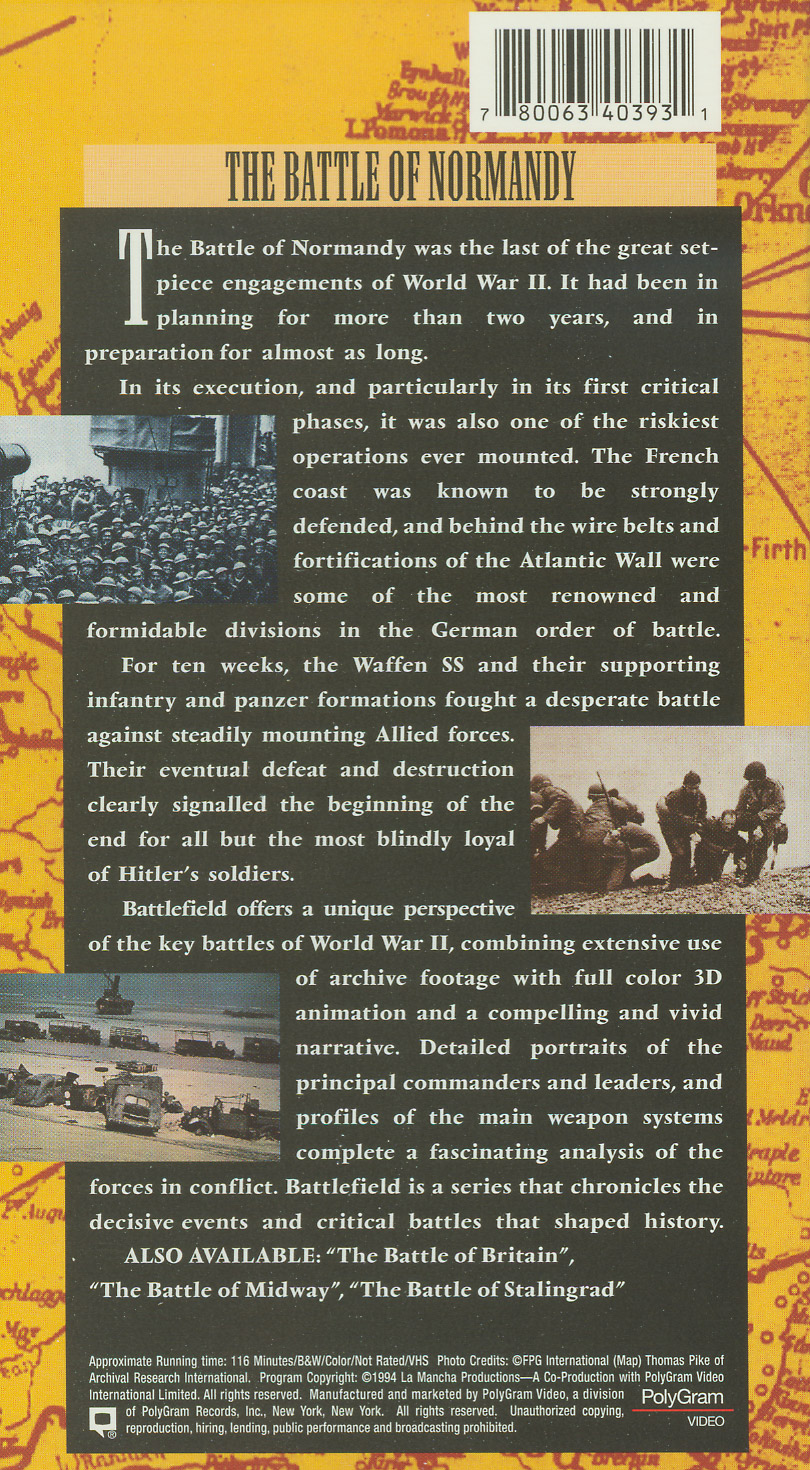 7 80063 40393 1
THE BATTLE OF NORMANDY
The Battle of Normandy was the last of the great set-
piece engagements of World War II. It had been in
planning for more than two years, and in
preparation for almost as long.
In its execution, and particularly in its first critical
phases, it was also one of the riskiest
operations ever mounted. The French
coast was known to be strongly
defended, and behind the wire belts and
fortifications of the Atlantic Wall were
some of the most renowned and
formidable divisions in the German order of battle.
For ten weeks, the Waffen SS and their supporting
infantry and panzer formations fought a desperate battle
against steadily mounting Allied forces.
Their eventual defeat and destruction
clearly signalled the beginning of the
end for all but the most blindly loyal
of Hitler's soldiers.
Battlefield offers a unique perspective
of the key battles of World War II, combining extensive use
of archive footage with full color 3D
animation and a compelling and vivid
narrative. Detailed portraits of the
principal commanders and leaders, and
profiles of the main weapon systems
complete a fascinating analysis of the
forces in conflict. Battlefield is a series that chronicles the
decisive events and critical battles that shaped history.
ALSO AVAILABLE: "The Battle of Britain",
"The Battle of Midway", "The Battle of Stalingrad"
Approximate Running time: 116 Minutes/B&W/Color/Not Rated/VHS Photo Credits: ©FPG International (Map) Thomas Pike of
Archival Research International. Program Copyright: ©1994 La Mancha Productions—A Co-Production with PolyGram Video
International Limited. All rights reserved. Manufactured and marketed by PolyGram Video, a division
of PolyGram Records, Inc., New York, New York. All rights reserved. Unauthorized copying,
reproduction, hiring, lending, public performance and broadcasting prohibited.
®
PolyGram
VIDEO
I. Pomona
Firth